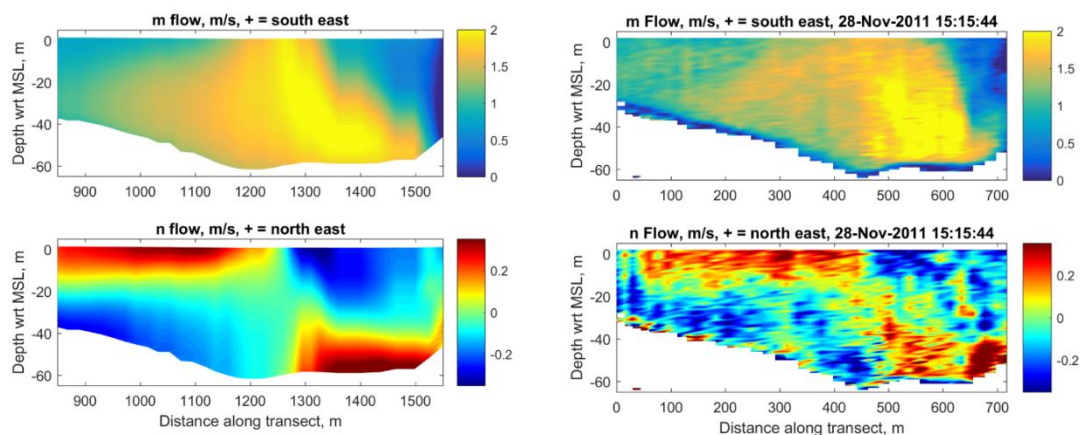 m flow, m/s, + = south east
Depth wrt MSL, m
0
-20
-40
-60
900 1000 1100 1200 1300 1400 1500
2
1.5
1
0.5
0
m Flow, m/s, + = south east, 28-Nov-2011 15:15:44
Depth wrt MSL, m
0
-20
-40
-60
0 100 200 300 400 500 600 700
2
1.5
1
0.5
0
n flow, m/s, + = north east
Depth wrt MSL, m
0
-20
-40
-60
900 1000 1100 1200 1300 1400 1500
Distance along transect, m
0.2
0
-0.2
n Flow, m/s, + = north east, 28-Nov-2011 15:15:44
Depth wrt MSL, m
0
-20
-40
-60
0 100 200 300 400 500 600 700
Distance along transect, m
0.2
0
-0.2